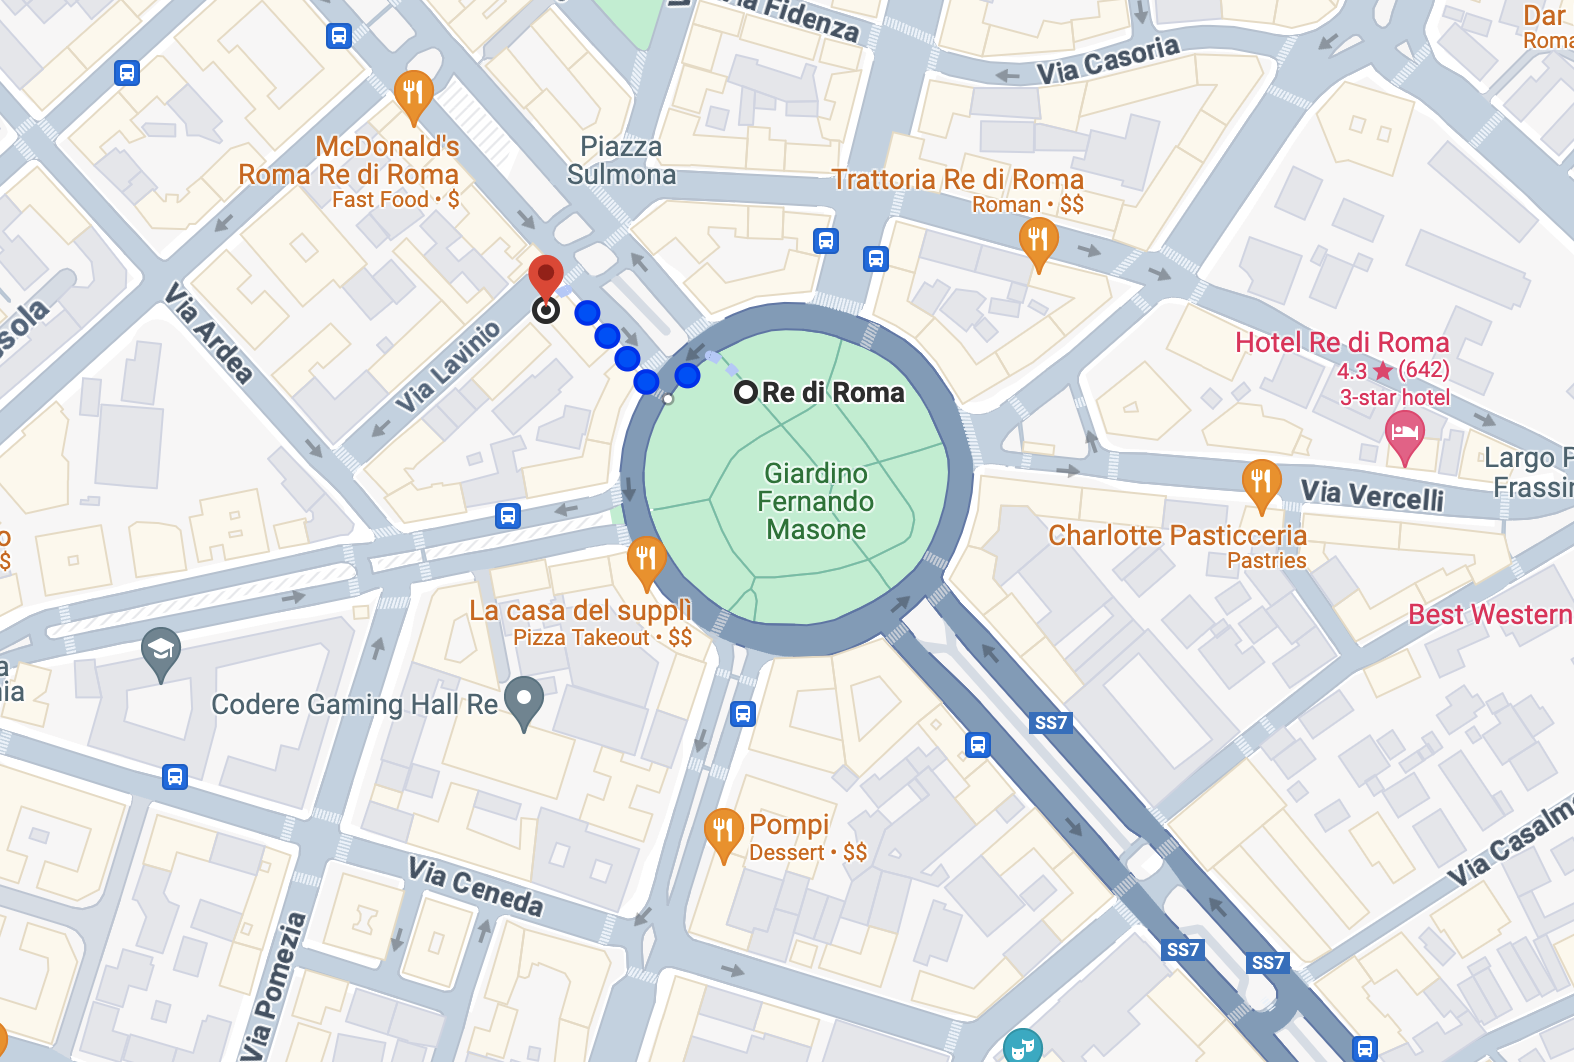 Via Fidenza
Via Casoria
Dar
Roma
McDonald's
Roma Re di Roma
Fast Food • $
Piazza
Sulmona
Trattoria Re di Roma
Roman • $$
Via Ardea
Via Lavinio
Re di Roma
Hotel Re di Roma
4.3 ★ (642)
3-star hotel
Giardino
Fernando
Masone
Largo P
Frassin
Via Vercelli
Charlotte Pasticceria
Pastries
La casa del supplì
Pizza Takeout • $$
Best Western
Codere Gaming Hall Re
SS7
Pompi
Dessert • $$
Via Ceneda
Via Casalm
Via Pomezia
SS7
SS7